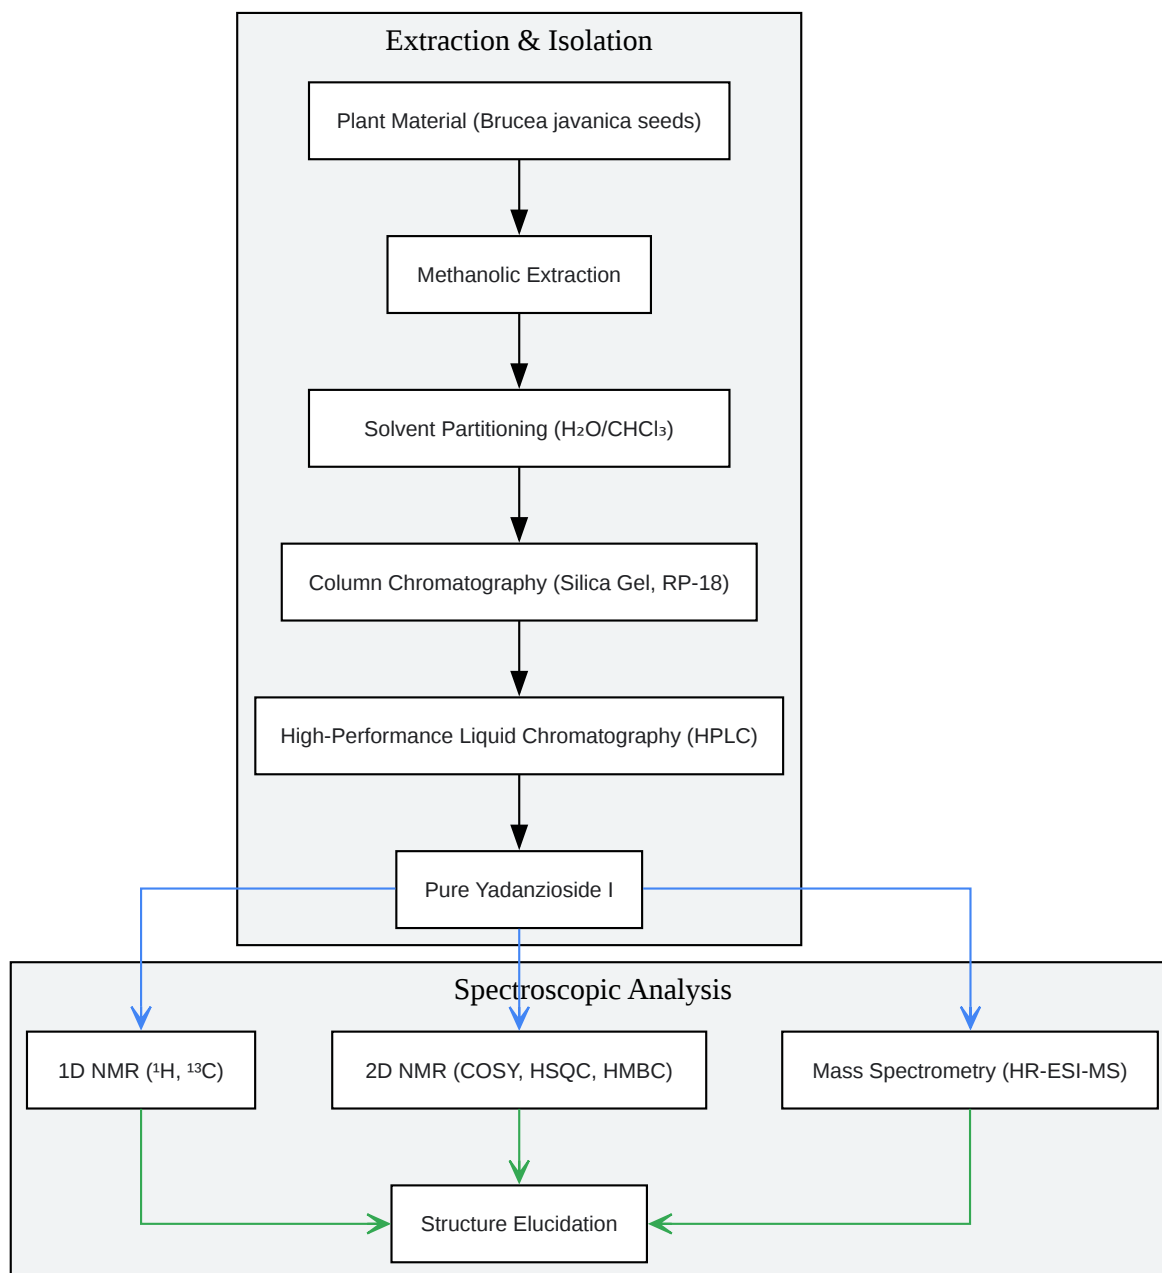 Extraction & Isolation
Plant Material (Brucea javanica seeds)
Methanolic Extraction
Solvent Partitioning (H₂O/CHCl₃)
Column Chromatography (Silica Gel, RP-18)
High-Performance Liquid Chromatography (HPLC)
Pure Yadanzioside I
Spectroscopic Analysis
1D NMR (¹H, ¹³C)
2D NMR (COSY, HSQC, HMBC)
Mass Spectrometry (HR-ESI-MS)
Structure Elucidation